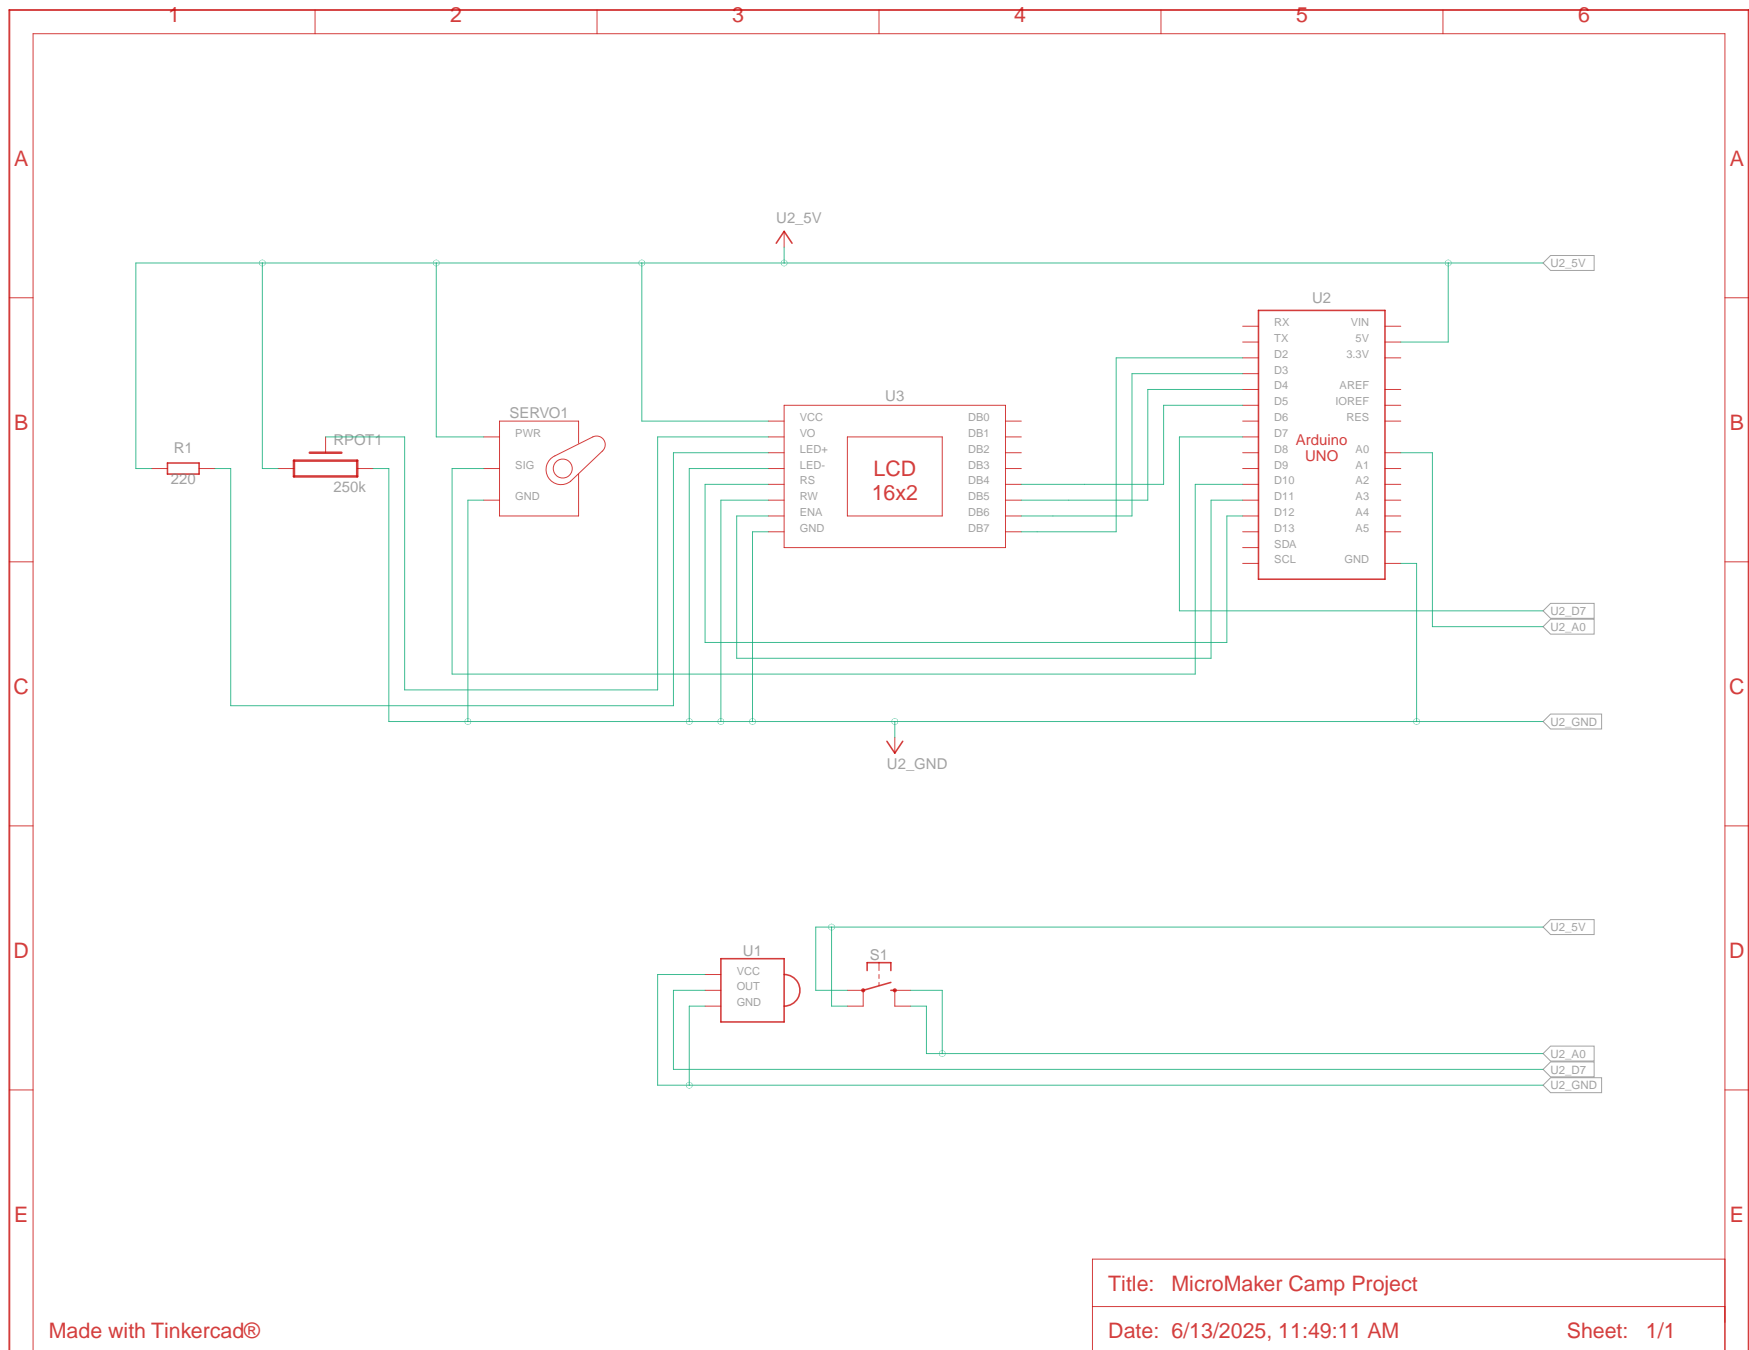 1 2 3 4 5 6
A A
U2_5V
U2_5V
U2
RX VIN
TX 5V
D2 3.3V
D3
D4 AREF
D5 IOREF
D6 RES
D7
D8 A0
D9 A1
D10 A2
D11 A3
D12 A4
D13 A5
SDA
SCL GND
Arduino
UNO
B B
U3
VCC DB0
VO DB1
LED+ DB2
LED- DB3
RS DB4
RW DB5
ENA DB6
GND DB7
LCD
16x2
SERVO1
PWR
SIG
GND
RPOT1
250k
R1
220
U2_D7
U2_A0
C C
U2_GND
U2_GND
U2_5V
D D
U1
VCC
OUT
GND
S1
U2_A0
U2_D7
U2_GND
E E
Title: MicroMaker Camp Project
Made with Tinkercad®
Date: 6/13/2025, 11:49:11 AM Sheet: 1/1